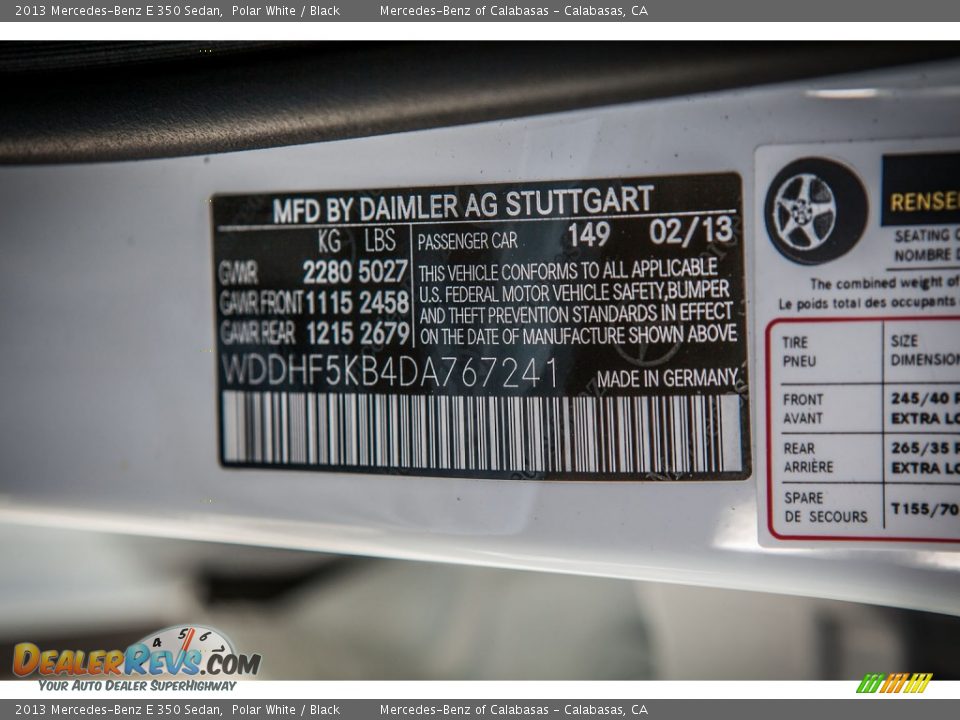 2013 Mercedes-Benz E 350 Sedan, Polar White / Black Mercedes-Benz of Calabasas - Calabasas, CA
MFD BY DAIMLER AG STUTTGART
KG LBS
GVWR 2280 5027
GAWR FRONT 1115 2458
GAWR REAR 1215 2679
PASSENGER CAR 149 02/13
THIS VEHICLE CONFORMS TO ALL APPLICABLE
U.S. FEDERAL MOTOR VEHICLE SAFETY,BUMPER
AND THEFT PREVENTION STANDARDS IN EFFECT
ON THE DATE OF MANUFACTURE SHOWN ABOVE.
WDDHF5KB4DA767241 MADE IN GERMANY
RENSE
SEATING
NOMBRE
The combined weight of
Le poids total des occupants
TIRE SIZE
PNEU DIMENSION
FRONT 245/40
AVANT EXTRA
REAR 265/35
ARRIÈRE EXTRA
SPARE T155/70
DE SECOURS
4 5 6
DEALERREVS.COM
YOUR AUTO DEALER SUPERHIGHWAY
2013 Mercedes-Benz E 350 Sedan, Polar White / Black Mercedes-Benz of Calabasas - Calabasas, CA